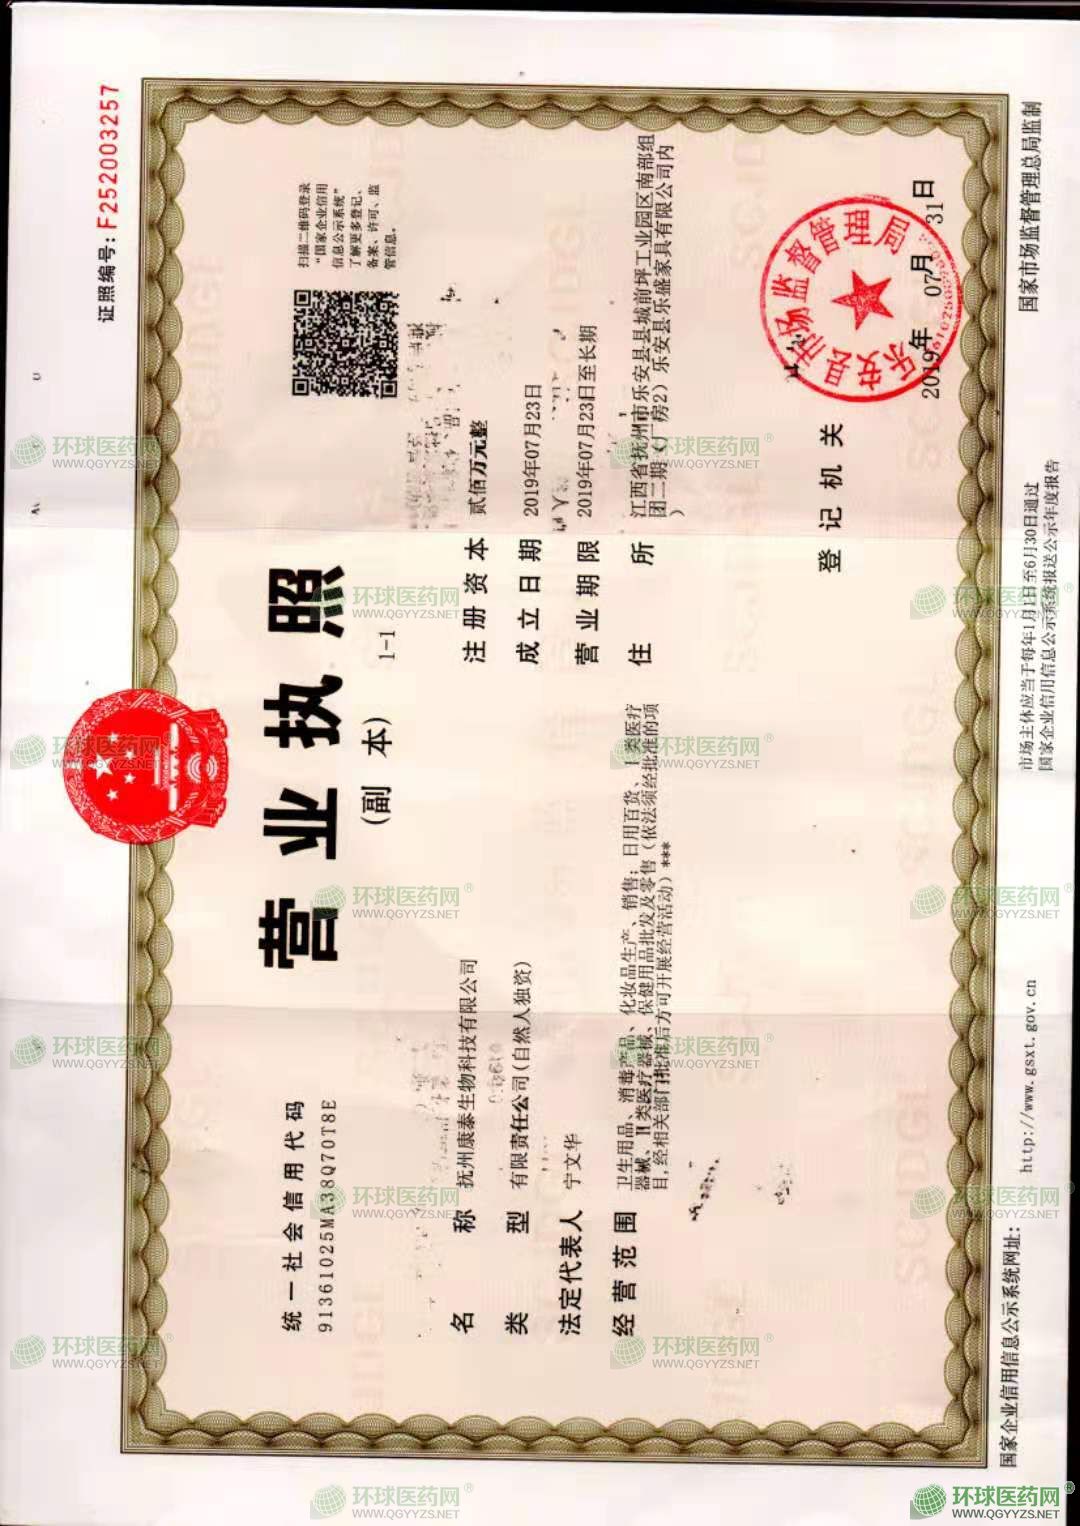 证照编号:F252003257
扫描二维码登录
“国家企业信用
信息公示系统”
了解更多登记、
备案、许可、监
管信息。
营业执照
(副 本) 1-1
统一社会信用代码
91361025MA38Q70T8E
名称 抚州康泰生物科技有限公司
类型 有限责任公司(自然人独资)
法定代表人 宁文华
经营范围 卫生用品、消毒产品、化妆品生产、销售;日用百货、I类医疗
器械、II类医疗器械、保健用品批发及零售(依法须经批准的项
目,经相关部门批准后方可开展经营活动)***
注册资本 贰佰万元整
成立日期 2019年07月23日
营业期限 2019年07月23日至长期
住所 江西省抚州市乐安县县城前坪工业园区南部组
团二期(厂房2)乐安县乐盛家具有限公司内
)
登记机关
乐安县市场监督管理局
2019年 07月 31日
国家企业信用信息公示系统网址: http://www.gsxt.gov.cn
市场主体应当于每年1月1日至6月30日通过
国家企业信用信息公示系统报送公示年度报告
国家市场监督管理总局监制
环球医药网®
WWW.QGYYZS.NET